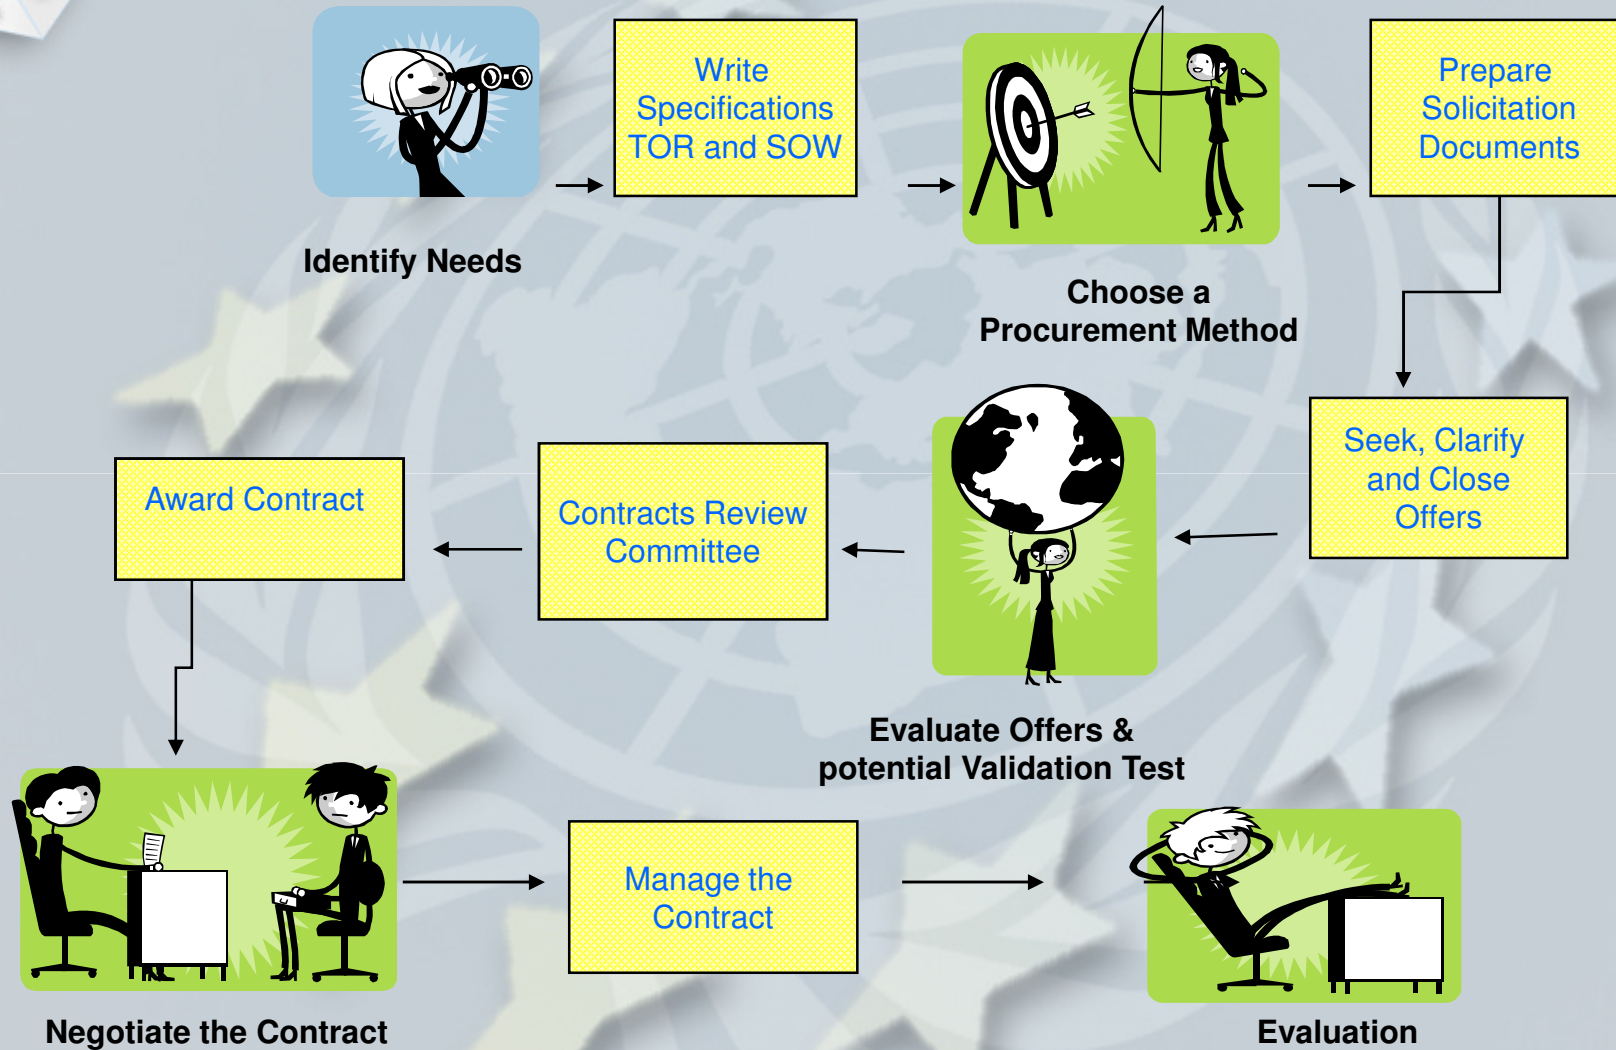 Write
Specifications
TOR and SOW
Prepare
Solicitation
Documents
Identify Needs
Choose a
Procurement Method
Seek, Clarify
and Close
Offers
Evaluate Offers &
potential Validation Test
Contracts Review
Committee
Award Contract
Negotiate the Contract
Manage the
Contract
Evaluation